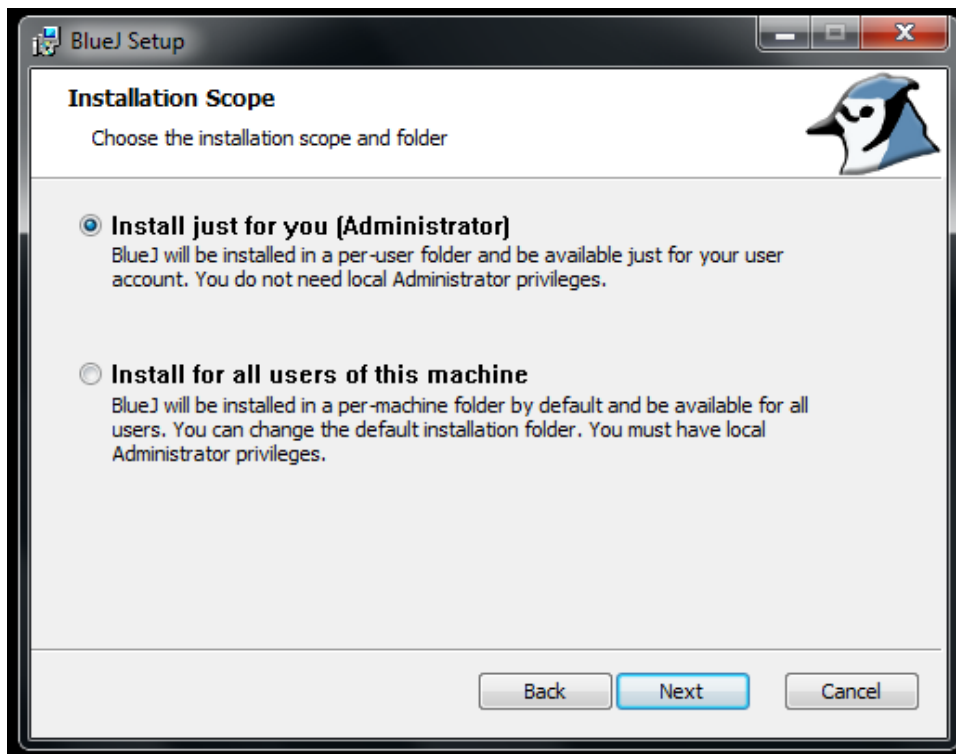 BlueJ Setup
Installation Scope
Choose the installation scope and folder
Install just for you (Administrator)
BlueJ will be installed in a per-user folder and be available just for your user
account. You do not need local Administrator privileges.
Install for all users of this machine
BlueJ will be installed in a per-machine folder by default and be available for all
users. You can change the default installation folder. You must have local
Administrator privileges.
Back Next Cancel